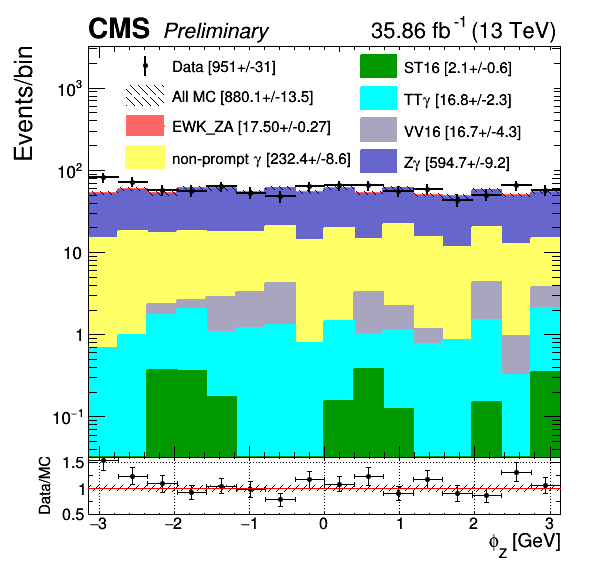 CMS Preliminary 35.86 fb⁻¹ (13 TeV)
Events/bin
Data [951+/-31]
All MC [880.1+/-13.5]
EWK_ZA [17.50+/-0.27]
non-prompt γ [232.4+/-8.6]
ST16 [2.1+/-0.6]
TTγ [16.8+/-2.3]
VV16 [16.7+/-4.3]
Zγ [594.7+/-9.2]
10³
10²
10
1
10⁻¹
Data/MC
1.5
1
0.5
−3 −2 −1 0 1 2 3
ϕ_Z [GeV]